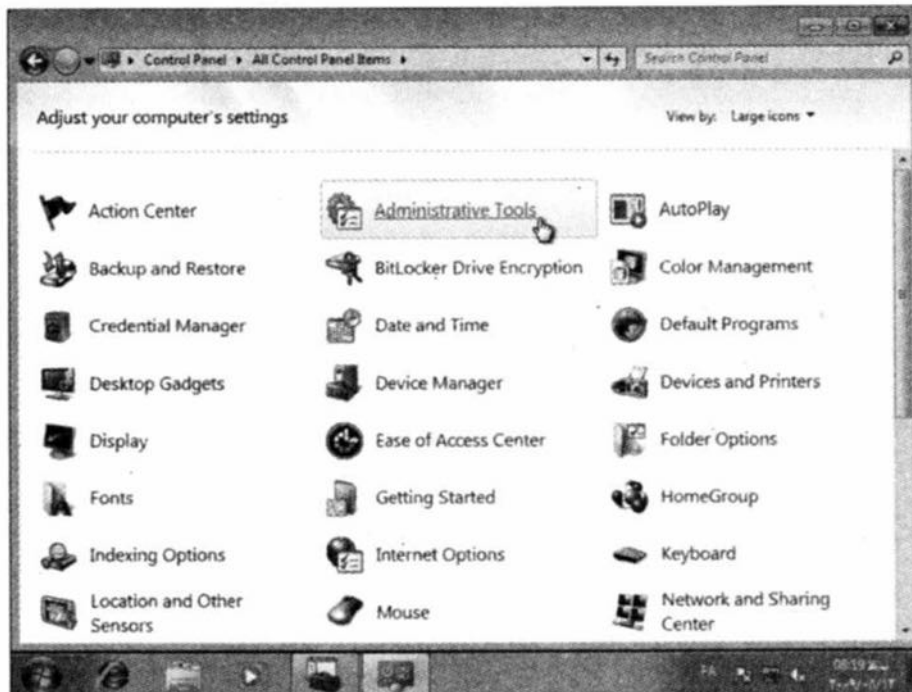 Control Panel ▸ All Control Panel Items ▸
Search Control Panel
Adjust your computer's settings
View by: Large icons
Action Center
Administrative Tools
AutoPlay
Backup and Restore
BitLocker Drive Encryption
Color Management
Credential Manager
Date and Time
Default Programs
Desktop Gadgets
Device Manager
Devices and Printers
Display
Ease of Access Center
Folder Options
Fonts
Getting Started
HomeGroup
Indexing Options
Internet Options
Keyboard
Location and Other
Sensors
Mouse
Network and Sharing
Center
FA
08:19